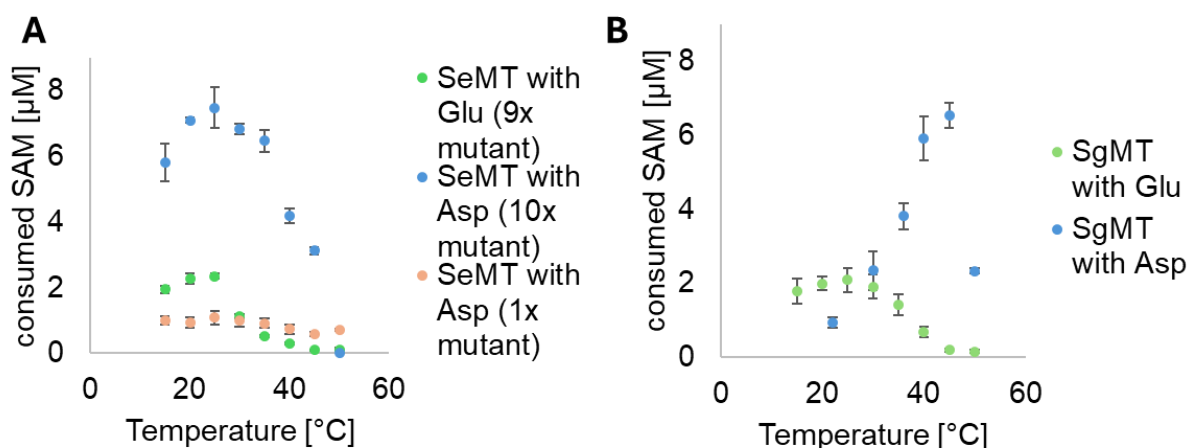 A
consumed SAM [µM]
8
6
4
2
0
0
20
40
60
Temperature [°C]
SeMT with
Glu (9x
mutant)
SeMT with
Asp (10x
mutant)
SeMT with
Asp (1x
mutant)
B
consumed SAM [µM]
8
6
4
2
0
0
20
40
60
Temperature [°C]
SgMT
with Glu
SgMT
with Asp